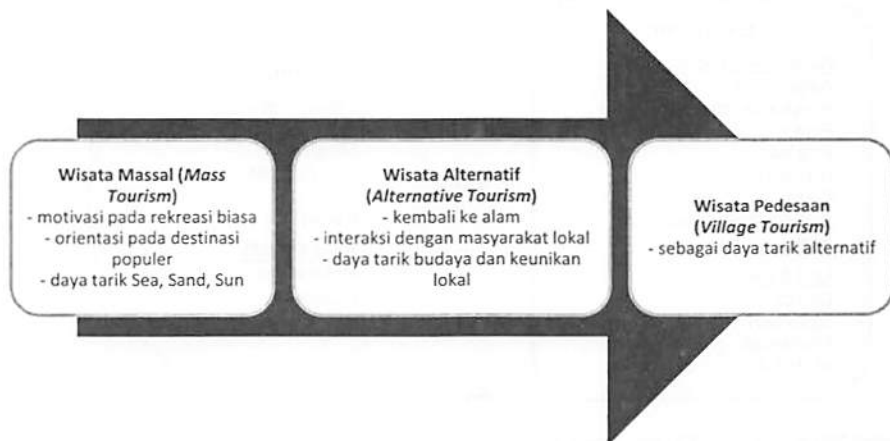 Wisata Massal (Mass
Tourism)
- motivasi pada rekreasi biasa
- orientasi pada destinasi
populer
- daya tarik Sea, Sand, Sun
Wisata Alternatif
(Alternative Tourism)
- kembali ke alam
- interaksi dengan masyarakat lokal
- daya tarik budaya dan keunikan
lokal
Wisata Pedesaan
(Village Tourism)
- sebagai daya tarik alternatif